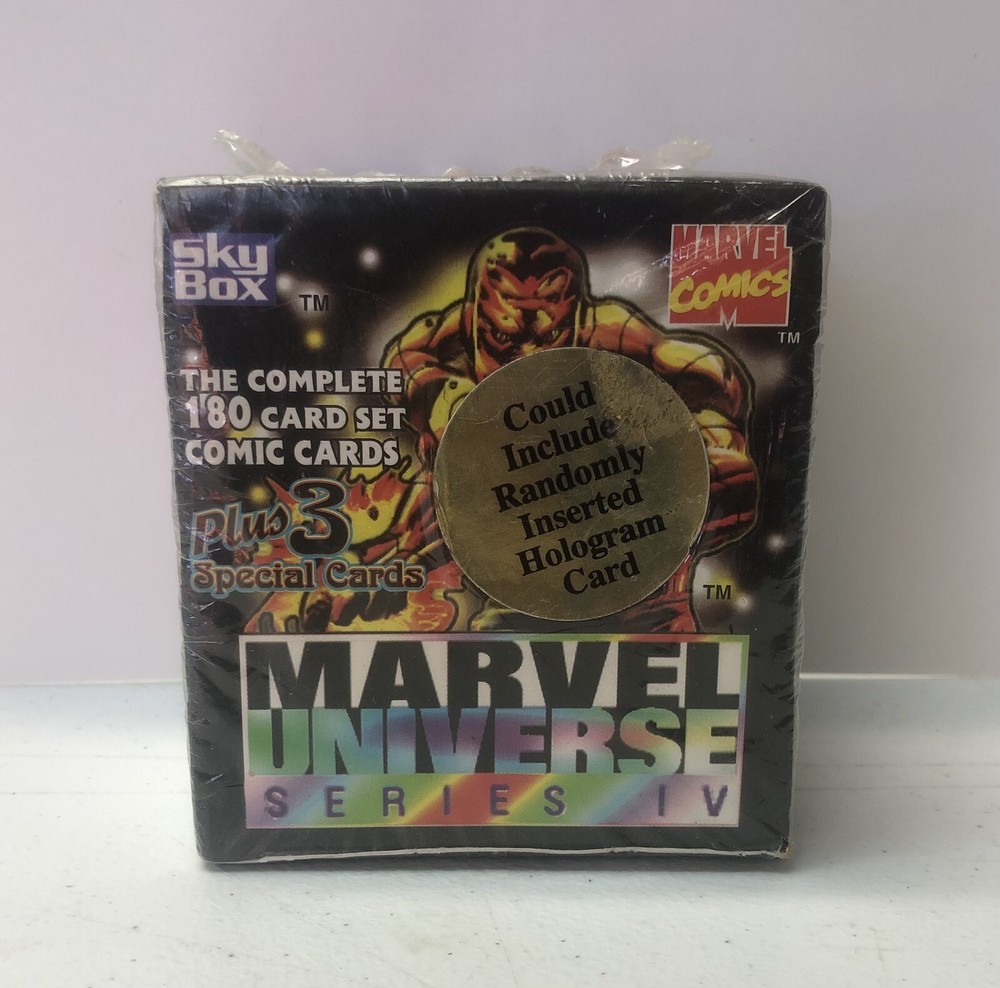 Sky
Box
TM
MARVEL
COMICS
M
TM
THE COMPLETE
180 CARD SET
COMIC CARDS
Plus 3
Special Cards
Could
Include
Randomly
Inserted
Hologram
Card
TM
MARVEL
UNIVERSE
SERIES IV